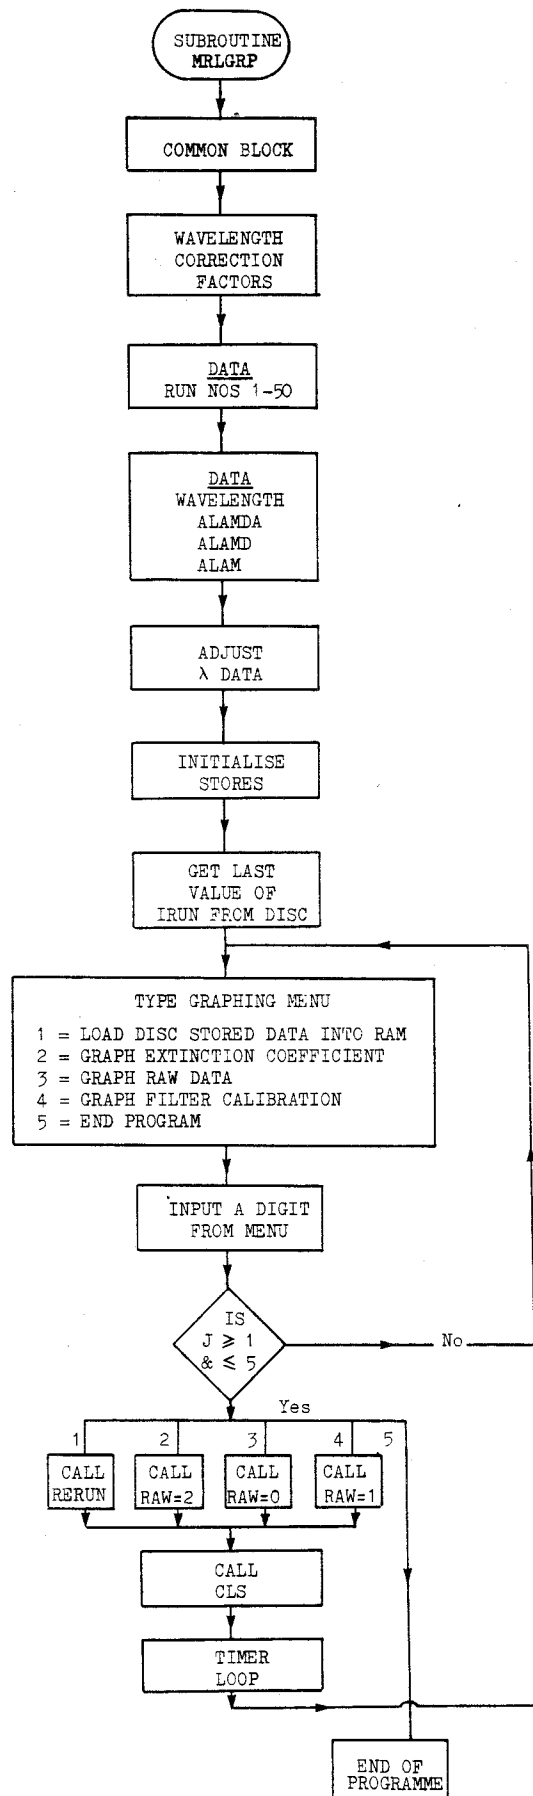 SUBROUTINE
MRLGRP
COMMON BLOCK
WAVELENGTH
CORRECTION
FACTORS
DATA
RUN NOS 1-50
DATA
WAVELENGTH
ALAMDA
ALAMD
ALAM
ADJUST
λ DATA
INITIALISE
STORES
GET LAST
VALUE OF
IRUN FROM DISC
TYPE GRAPHING MENU
1 = LOAD DISC STORED DATA INTO RAM
2 = GRAPH EXTINCTION COEFFICIENT
3 = GRAPH RAW DATA
4 = GRAPH FILTER CALIBRATION
5 = END PROGRAM
INPUT A DIGIT
FROM MENU
IS
J ⩾ 1
& ⩽ 5
No
Yes
1 2 3 4 5
CALL
RERUN
CALL
RAW=2
CALL
RAW=0
CALL
RAW=1
CALL
CLS
TIMER
LOOP
END OF
PROGRAMME